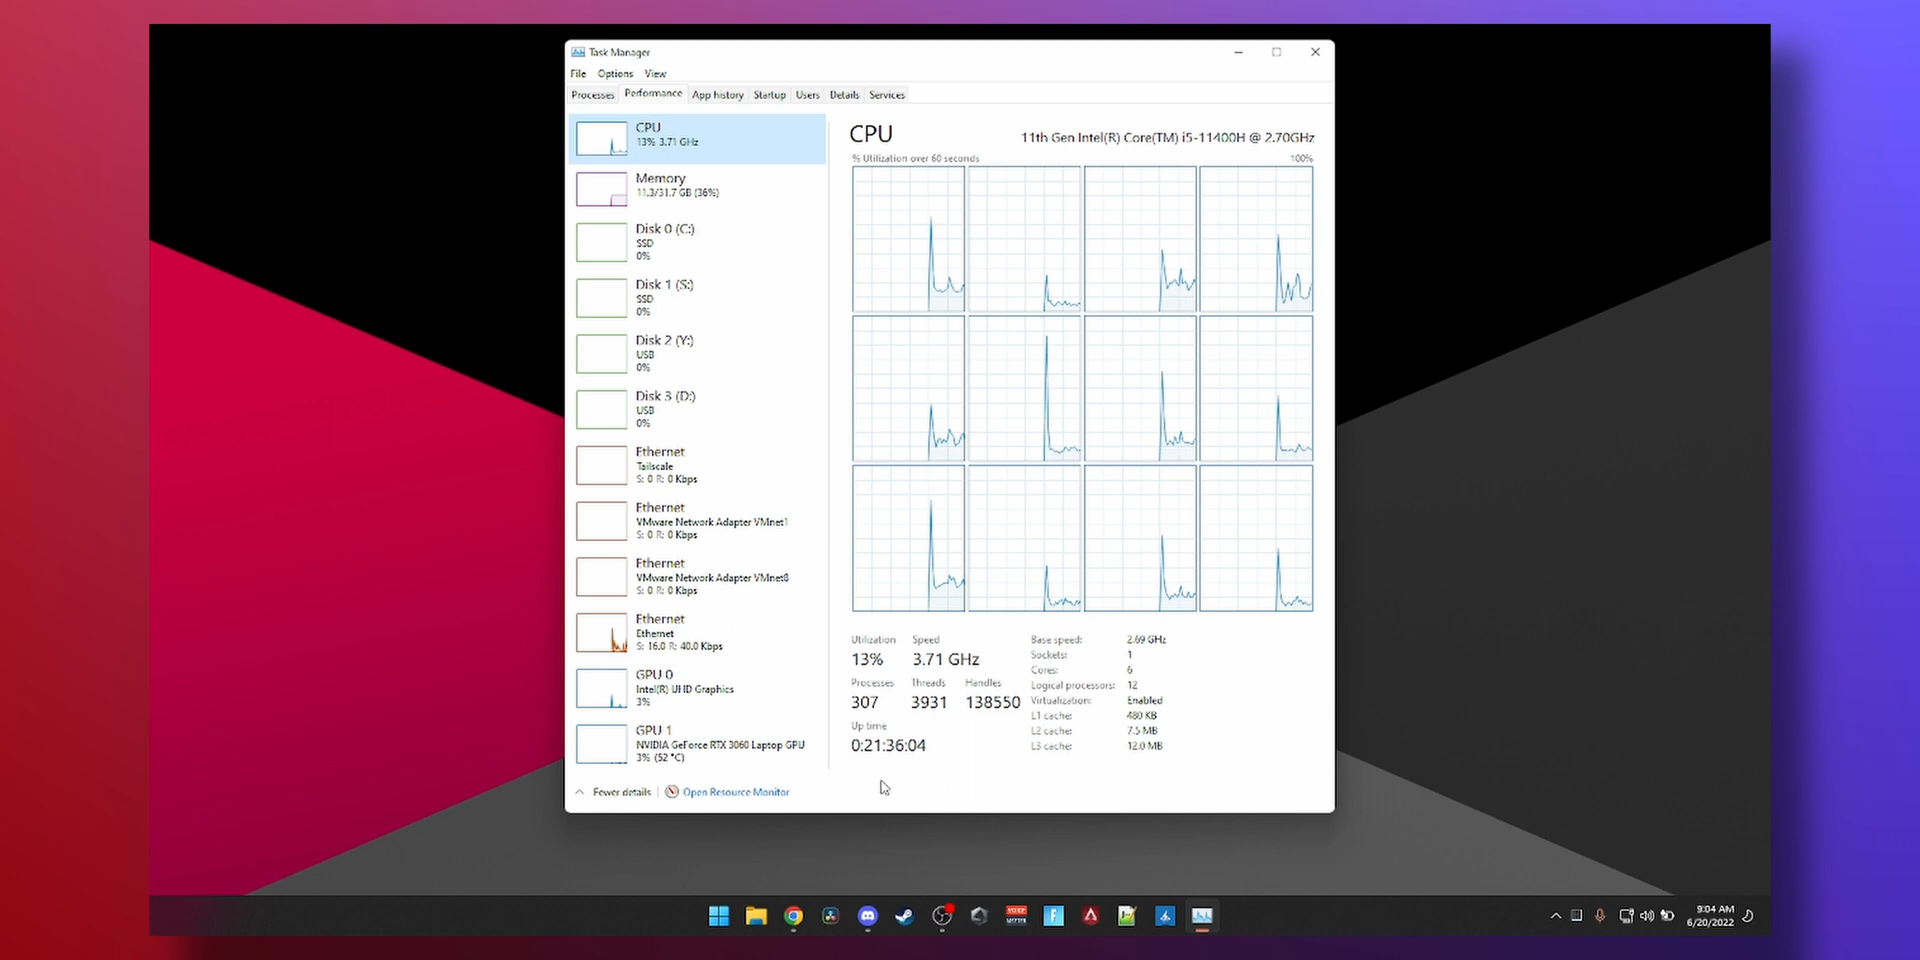 Task Manager
File Options View
Processes Performance App history Startup Users Details Services
CPU
13% 3.71 GHz
Memory
11.3/31.7 GB (36%)
Disk 0 (C:)
SSD
0%
Disk 1 (S:)
SSD
0%
Disk 2 (Y:)
USB
0%
Disk 3 (D:)
USB
0%
Ethernet
Tailscale
S: 0 R: 0 Kbps
Ethernet
VMware Network Adapter VMnet1
S: 0 R: 0 Kbps
Ethernet
VMware Network Adapter VMnet8
S: 0 R: 0 Kbps
Ethernet
Ethernet
S: 16.0 R: 40.0 Kbps
GPU 0
Intel(R) UHD Graphics
3%
GPU 1
NVIDIA GeForce RTX 3060 Laptop GPU
3% (52 °C)
CPU 11th Gen Intel(R) Core(TM) i5-11400H @ 2.70GHz
% Utilization over 60 seconds 100%
Utilization Speed
13% 3.71 GHz
Processes Threads Handles
307 3931 138550
Up time
0:21:36:04
Base speed: 2.69 GHz
Sockets: 1
Cores: 6
Logical processors: 12
Virtualization: Enabled
L1 cache: 480 KB
L2 cache: 7.5 MB
L3 cache: 12.0 MB
Fewer details Open Resource Monitor
9:04 AM
6/20/2022